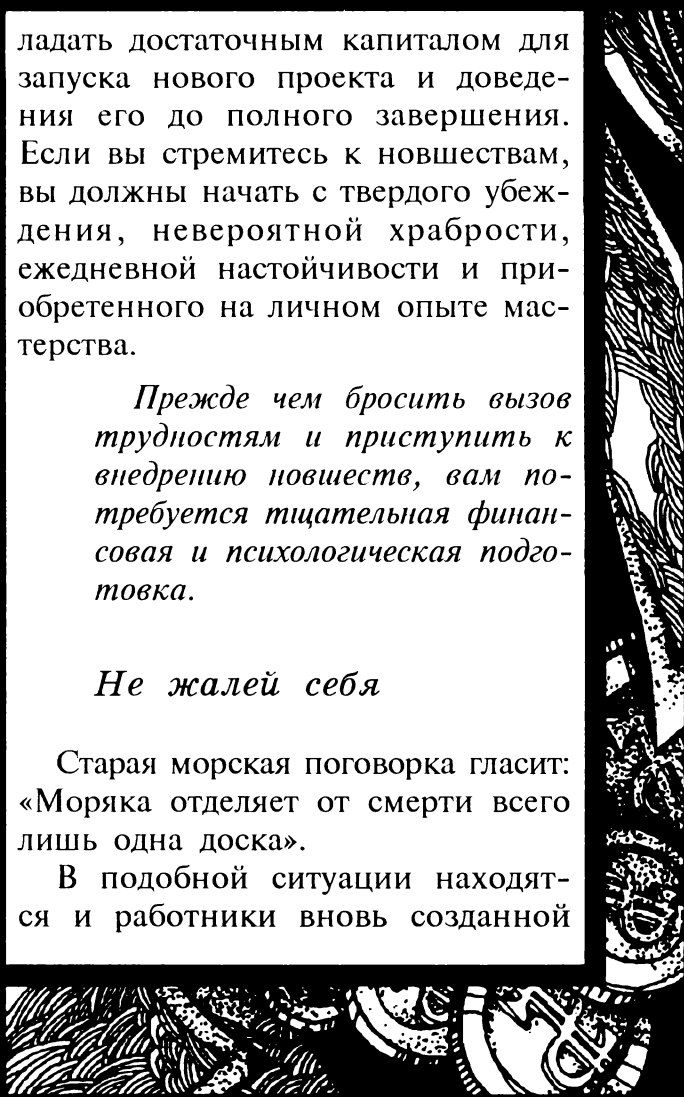 ладать достаточным капиталом для
запуска нового проекта и доведе-
ния его до полного завершения.
Если вы стремитесь к новшествам,
вы должны начать с твердого убеж-
дения, невероятной храбрости,
ежедневной настойчивости и при-
обретенного на личном опыте мас-
терства.
Прежде чем бросить вызов
трудностям и приступить к
внедрению новшеств, вам по-
требуется тщательная финан-
совая и психологическая подго-
товка.
Не жалей себя
Старая морская поговорка гласит:
«Моряка отделяет от смерти всего
лишь одна доска».
В подобной ситуации находят-
ся и работники вновь созданной